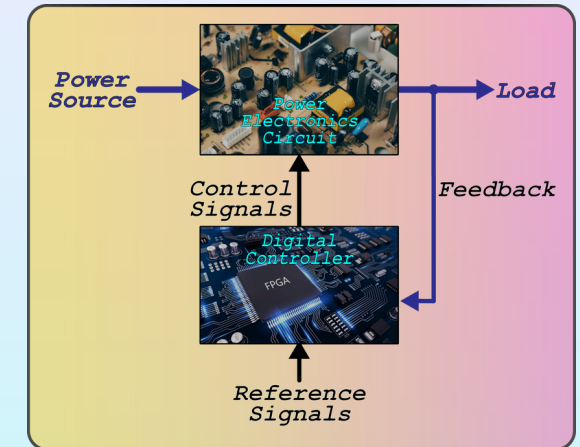 Power
Source
Power
Electronics
Circuit
Load
Control
Signals
Feedback
Digital
Controller
FPGA
Reference
Signals